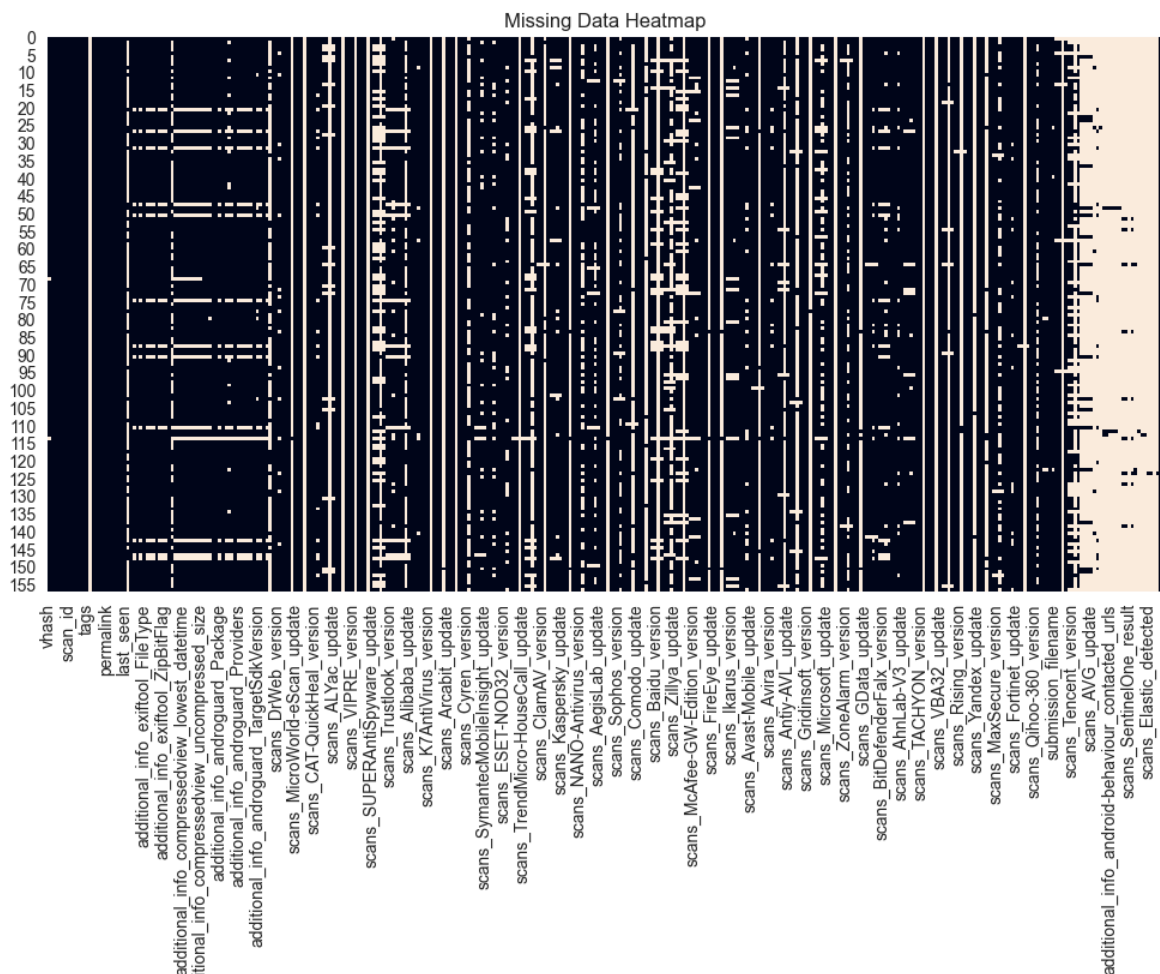 Missing Data Heatmap
0
5
10
15
20
25
30
35
40
45
50
55
60
65
70
75
80
85
90
95
100
105
110
115
120
125
130
135
140
145
150
155
vhash
scan_id
tags
permalink
last_seen
additional_info_exiftool_FileType
additional_info_exiftool_ZipBitFlag
additional_info_compressedview_lowest_datetime
itional_info_compressedview_uncompressed_size
additional_info_androguard_Package
additional_info_androguard_Providers
additional_info_androguard_TargetSdkVersion
scans_DrWeb_version
scans_MicroWorld-eScan_update
scans_CAT-QuickHeal_version
scans_ALYac_update
scans_VIPRE_version
scans_SUPERAntiSpyware_update
scans_Trustlook_version
scans_Alibaba_update
scans_K7AntiVirus_version
scans_Arcabit_update
scans_Cyren_version
scans_SymantecMobileInsight_update
scans_ESET-NOD32_version
scans_TrendMicro-HouseCall_update
scans_ClamAV_version
scans_Kaspersky_update
scans_NANO-Antivirus_version
scans_AegisLab_update
scans_Sophos_version
scans_Comodo_update
scans_Baidu_version
scans_Zillya_update
scans_McAfee-GW-Edition_version
scans_FireEye_update
scans_Ikarus_version
scans_Avast-Mobile_update
scans_Avira_version
scans_Antiy-AVL_update
scans_Gridinsoft_version
scans_Microsoft_update
scans_ZoneAlarm_version
scans_GData_update
scans_BitDefenderFalx_version
scans_AhnLab-V3_update
scans_TACHYON_version
scans_VBA32_update
scans_Rising_version
scans_Yandex_update
scans_MaxSecure_version
scans_Fortinet_update
scans_Qihoo-360_version
submission_filename
scans_Tencent_version
scans_AVG_update
additional_info_android-behaviour_contacted_urls
scans_SentinelOne_result
scans_Elastic_detected